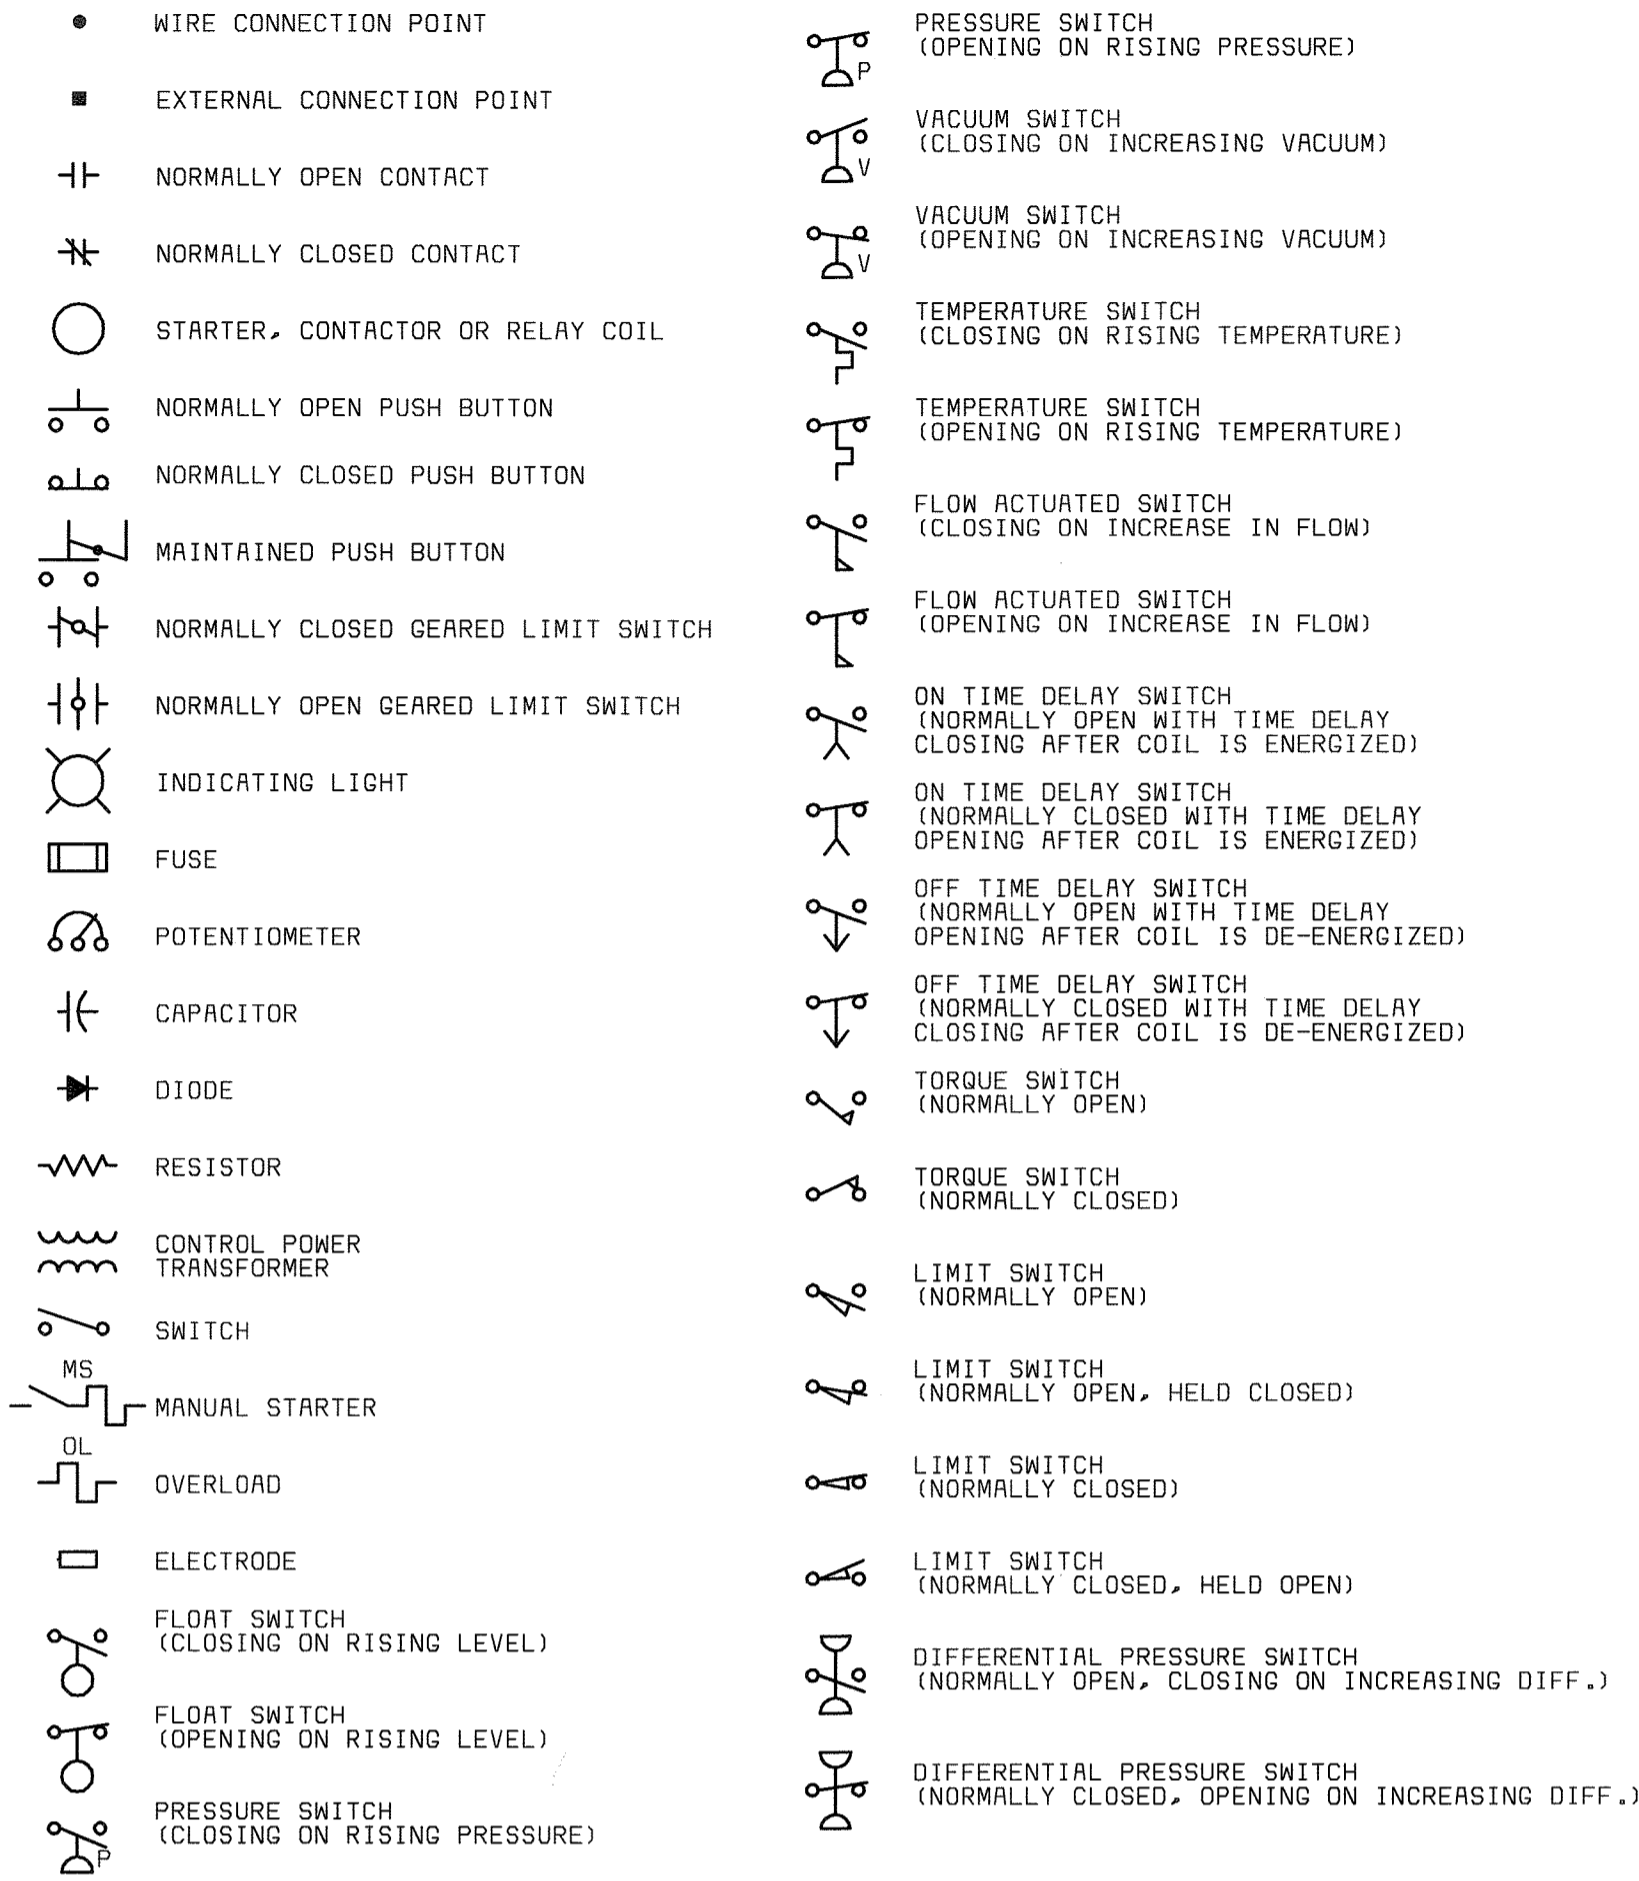 WIRE CONNECTION POINT
EXTERNAL CONNECTION POINT
NORMALLY OPEN CONTACT
NORMALLY CLOSED CONTACT
STARTER, CONTACTOR OR RELAY COIL
NORMALLY OPEN PUSH BUTTON
NORMALLY CLOSED PUSH BUTTON
MAINTAINED PUSH BUTTON
NORMALLY CLOSED GEARED LIMIT SWITCH
NORMALLY OPEN GEARED LIMIT SWITCH
INDICATING LIGHT
FUSE
POTENTIOMETER
CAPACITOR
DIODE
RESISTOR
CONTROL POWER
TRANSFORMER
SWITCH
MS
MANUAL STARTER
OL
OVERLOAD
ELECTRODE
FLOAT SWITCH
(CLOSING ON RISING LEVEL)
FLOAT SWITCH
(OPENING ON RISING LEVEL)
PRESSURE SWITCH
(CLOSING ON RISING PRESSURE)
P
PRESSURE SWITCH
(OPENING ON RISING PRESSURE)
P
VACUUM SWITCH
(CLOSING ON INCREASING VACUUM)
V
VACUUM SWITCH
(OPENING ON INCREASING VACUUM)
V
TEMPERATURE SWITCH
(CLOSING ON RISING TEMPERATURE)
TEMPERATURE SWITCH
(OPENING ON RISING TEMPERATURE)
FLOW ACTUATED SWITCH
(CLOSING ON INCREASE IN FLOW)
FLOW ACTUATED SWITCH
(OPENING ON INCREASE IN FLOW)
ON TIME DELAY SWITCH
(NORMALLY OPEN WITH TIME DELAY
CLOSING AFTER COIL IS ENERGIZED)
ON TIME DELAY SWITCH
(NORMALLY CLOSED WITH TIME DELAY
OPENING AFTER COIL IS ENERGIZED)
OFF TIME DELAY SWITCH
(NORMALLY OPEN WITH TIME DELAY
OPENING AFTER COIL IS DE-ENERGIZED)
OFF TIME DELAY SWITCH
(NORMALLY CLOSED WITH TIME DELAY
CLOSING AFTER COIL IS DE-ENERGIZED)
TORQUE SWITCH
(NORMALLY OPEN)
TORQUE SWITCH
(NORMALLY CLOSED)
LIMIT SWITCH
(NORMALLY OPEN)
LIMIT SWITCH
(NORMALLY OPEN, HELD CLOSED)
LIMIT SWITCH
(NORMALLY CLOSED)
LIMIT SWITCH
(NORMALLY CLOSED, HELD OPEN)
DIFFERENTIAL PRESSURE SWITCH
(NORMALLY OPEN, CLOSING ON INCREASING DIFF.)
DIFFERENTIAL PRESSURE SWITCH
(NORMALLY CLOSED, OPENING ON INCREASING DIFF.)